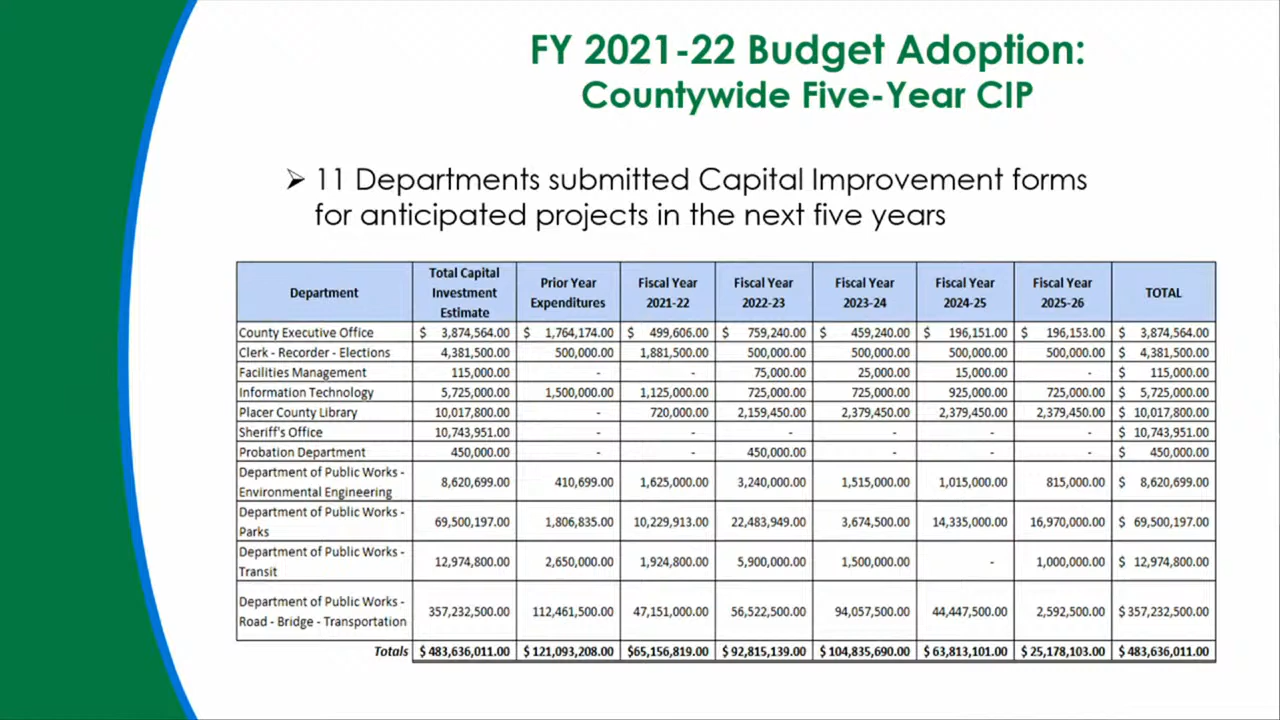 FY 2021-22 Budget Adoption:
Countywide Five-Year CIP
➢ 11 Departments submitted Capital Improvement forms
for anticipated projects in the next five years
Department Total Capital Investment Estimate Prior Year Expenditures Fiscal Year 2021-22 Fiscal Year 2022-23 Fiscal Year 2023-24 Fiscal Year 2024-25 Fiscal Year 2025-26 TOTAL
County Executive Office $ 3,874,564.00 $ 1,764,174.00 $ 499,606.00 $ 759,240.00 $ 459,240.00 $ 196,151.00 $ 196,153.00 $ 3,874,564.00
Clerk - Recorder - Elections 4,381,500.00 500,000.00 1,881,500.00 500,000.00 500,000.00 500,000.00 500,000.00 $ 4,381,500.00
Facilities Management 115,000.00 - - 75,000.00 25,000.00 15,000.00 - $ 115,000.00
Information Technology 5,725,000.00 1,500,000.00 1,125,000.00 725,000.00 725,000.00 925,000.00 725,000.00 $ 5,725,000.00
Placer County Library 10,017,800.00 - 720,000.00 2,159,450.00 2,379,450.00 2,379,450.00 2,379,450.00 $ 10,017,800.00
Sheriff's Office 10,743,951.00 - - - - - - $ 10,743,951.00
Probation Department 450,000.00 - - 450,000.00 - - - $ 450,000.00
Department of Public Works - Environmental Engineering 8,620,699.00 410,699.00 1,625,000.00 3,240,000.00 1,515,000.00 1,015,000.00 815,000.00 $ 8,620,699.00
Department of Public Works - Parks 69,500,197.00 1,806,835.00 10,229,913.00 22,483,949.00 3,674,500.00 14,335,000.00 16,970,000.00 $ 69,500,197.00
Department of Public Works - Transit 12,974,800.00 2,650,000.00 1,924,800.00 5,900,000.00 1,500,000.00 - 1,000,000.00 $ 12,974,800.00
Department of Public Works - Road - Bridge - Transportation 357,232,500.00 112,461,500.00 47,151,000.00 56,522,500.00 94,057,500.00 44,447,500.00 2,592,500.00 $ 357,232,500.00
Totals $ 483,636,011.00 $ 121,093,208.00 $65,156,819.00 $ 92,815,139.00 $ 104,835,690.00 $ 63,813,101.00 $ 25,178,103.00 $ 483,636,011.00